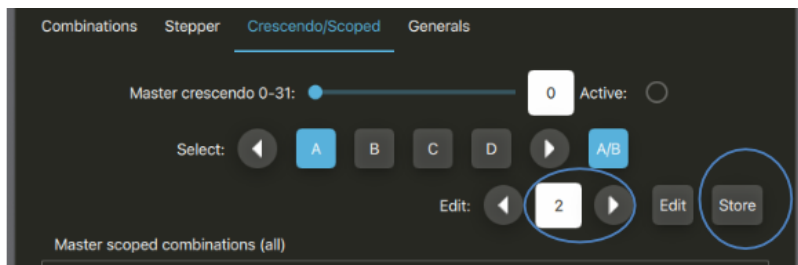 Combinations Stepper Crescendo/Scoped Generals
Master crescendo 0-31: 0 Active:
Select: A B C D A/B
Edit: 2 Edit Store
Master scoped combinations (all)